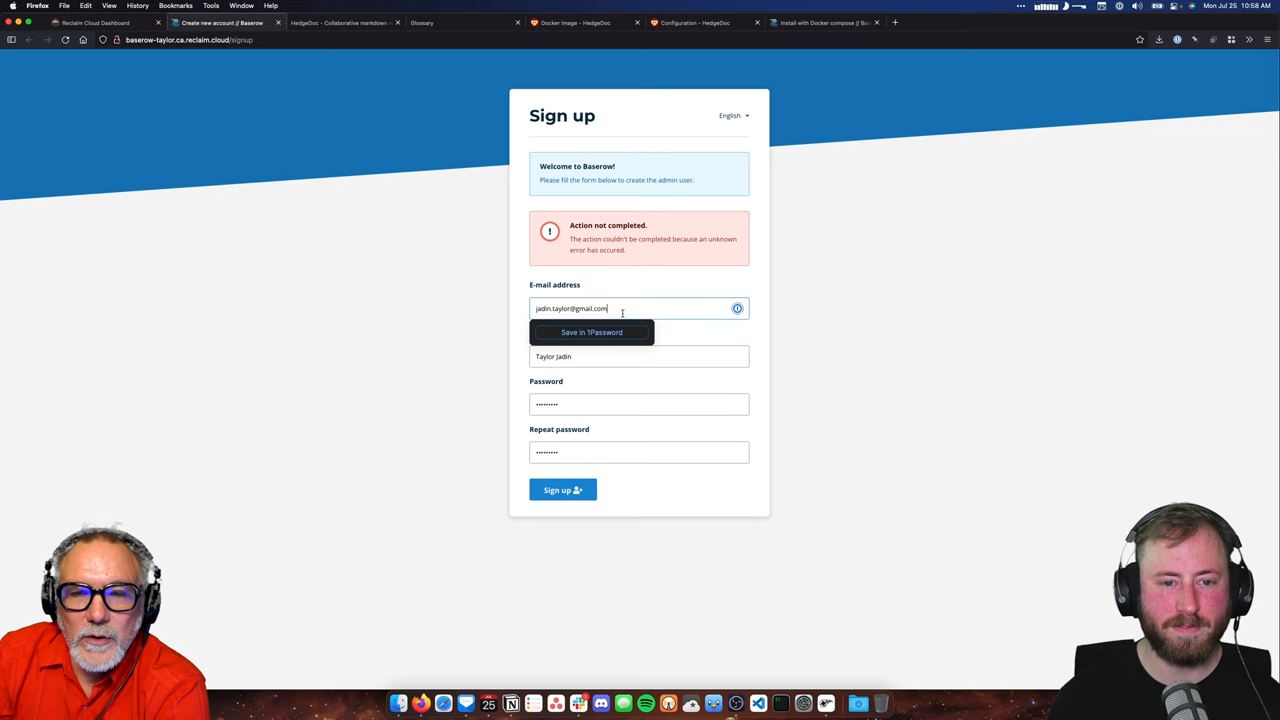 Firefox File Edit View History Bookmarks Tools Window Help
Mon Jul 25 10:58 AM
Reclaim Cloud Dashboard
Create new account // Baserow
HedgeDoc - Collaborative markdown
Glossary
Docker Image - HedgeDoc
Configuration - HedgeDoc
Install with Docker compose // Ba
baserow-taylor.ca.reclaim.cloud/signup
Sign up
English
Welcome to Baserow!
Please fill the form below to create the admin user.
Action not completed.
The action couldn't be completed because an unknown
error has occured.
E-mail address
jadin.taylor@gmail.com
Save in 1Password
Taylor Jadin
Password
Repeat password
Sign up
JUL
25